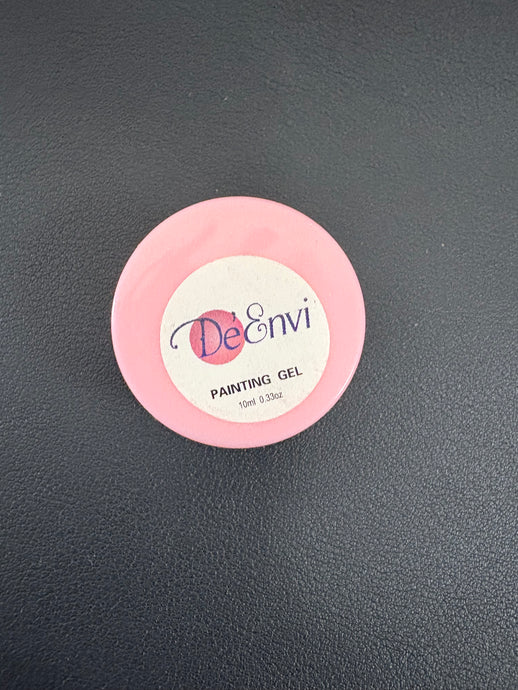 De'Envi
PAINTING GEL
10ml 0.33oz